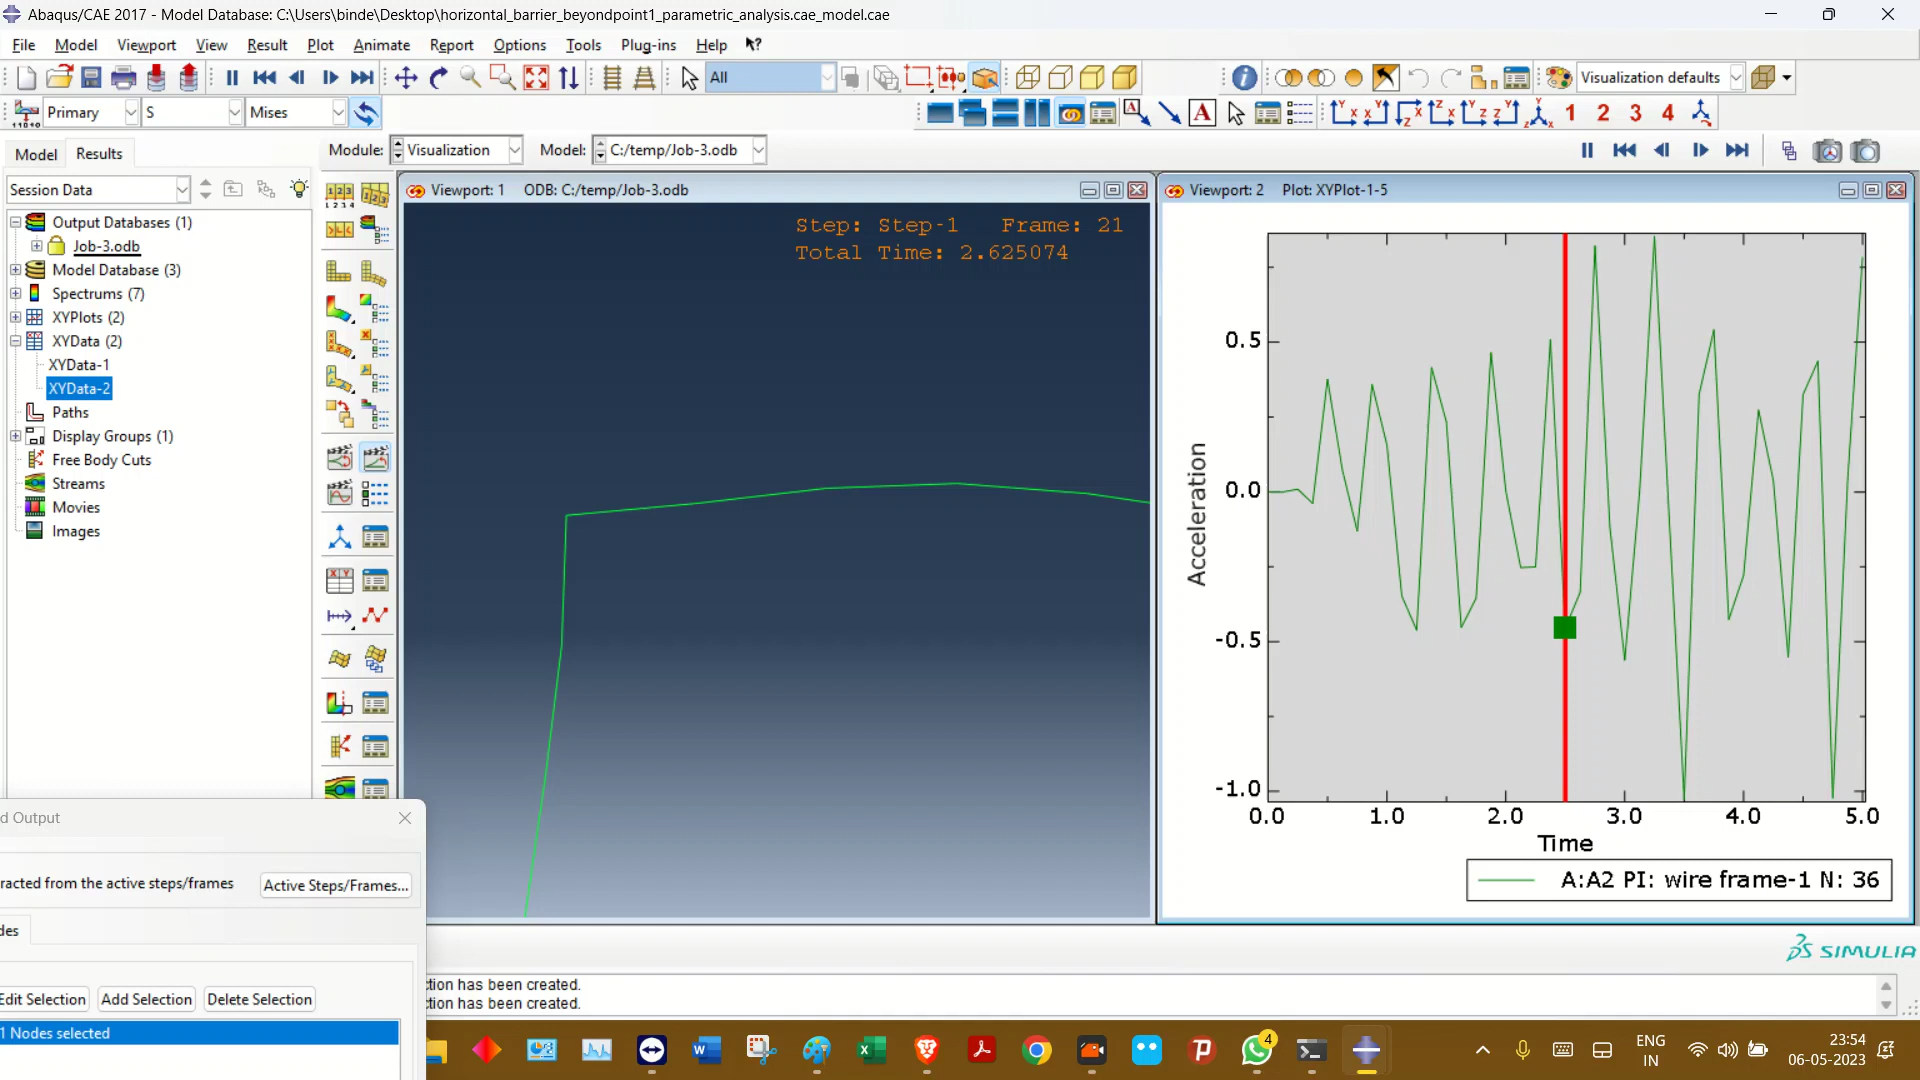 Abaqus/CAE 2017 - Model Database: C:\Users\binde\Desktop\horizontal_barrier_beyondpoint1_parametric_analysis.cae_model.cae
File Model Viewport View Result Plot Animate Report Options Tools Plug-ins Help
All
Visualization defaults
Primary S Mises
1 2 3 4
Model Results
Module: Visualization Model: C:/temp/Job-3.odb
Session Data
Output Databases (1)
Job-3.odb
Model Database (3)
Spectrums (7)
XYPlots (2)
XYData (2)
XYData-1
XYData-2
Paths
Display Groups (1)
Free Body Cuts
Streams
Movies
Images
Viewport: 1 ODB: C:/temp/Job-3.odb
Step: Step-1 Frame: 21
Total Time: 2.625074
Viewport: 2 Plot: XYPlot-1-5
Acceleration
0.5
0.0
-0.5
-1.0
0.0 1.0 2.0 3.0 4.0 5.0
Time
A:A2 PI: wire frame-1 N: 36
d Output
racted from the active steps/frames
Active Steps/Frames...
des
Edit Selection Add Selection Delete Selection
1 Nodes selected
SIMULIA
ction has been created.
ction has been created.
4
ENG
IN
23:54
06-05-2023